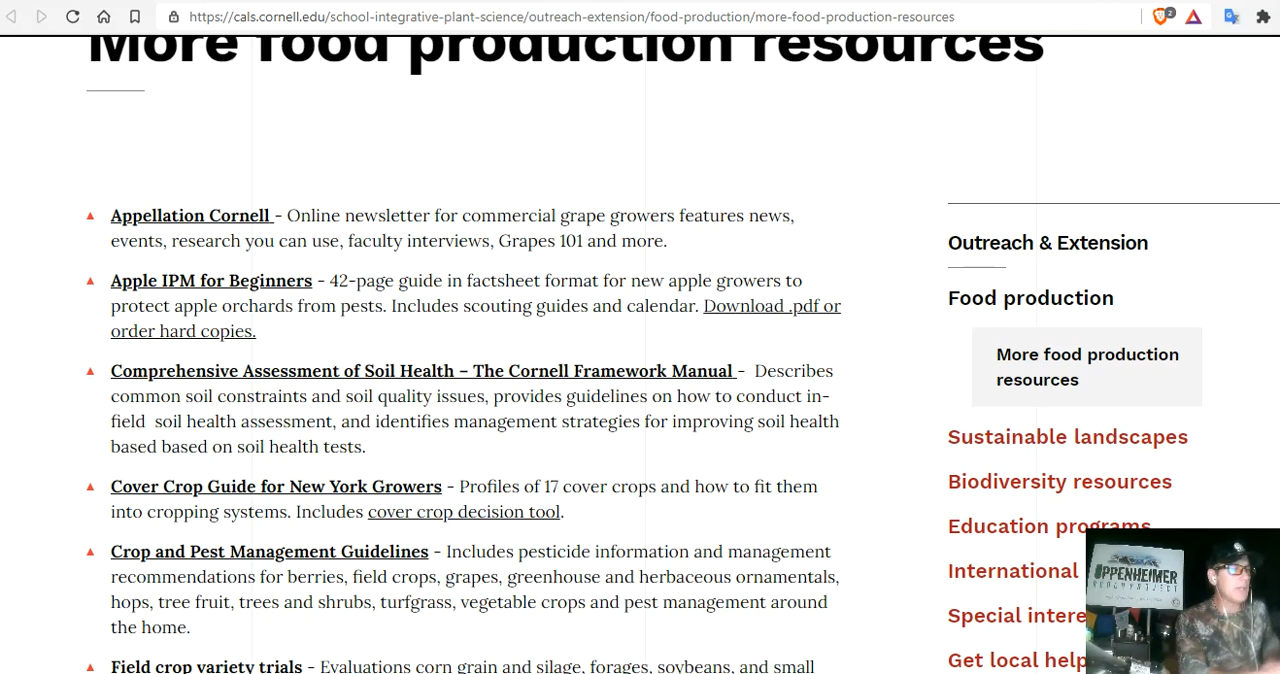 https://cals.cornell.edu/school-integrative-plant-science/outreach-extension/food-production/more-food-production-resources
2
More food production resources
Appellation Cornell - Online newsletter for commercial grape growers features news,
events, research you can use, faculty interviews, Grapes 101 and more.
Apple IPM for Beginners - 42-page guide in factsheet format for new apple growers to
protect apple orchards from pests. Includes scouting guides and calendar. Download .pdf or
order hard copies.
Comprehensive Assessment of Soil Health – The Cornell Framework Manual - Describes
common soil constraints and soil quality issues, provides guidelines on how to conduct in-
field soil health assessment, and identifies management strategies for improving soil health
based based on soil health tests.
Cover Crop Guide for New York Growers - Profiles of 17 cover crops and how to fit them
into cropping systems. Includes cover crop decision tool.
Crop and Pest Management Guidelines - Includes pesticide information and management
recommendations for berries, field crops, grapes, greenhouse and herbaceous ornamentals,
hops, tree fruit, trees and shrubs, turfgrass, vegetable crops and pest management around
the home.
Field crop variety trials - Evaluations corn grain and silage, forages, soybeans, and small
Outreach & Extension
Food production
More food production
resources
Sustainable landscapes
Biodiversity resources
Education programs
International
Special intere
Get local help
OPPENHEIMER